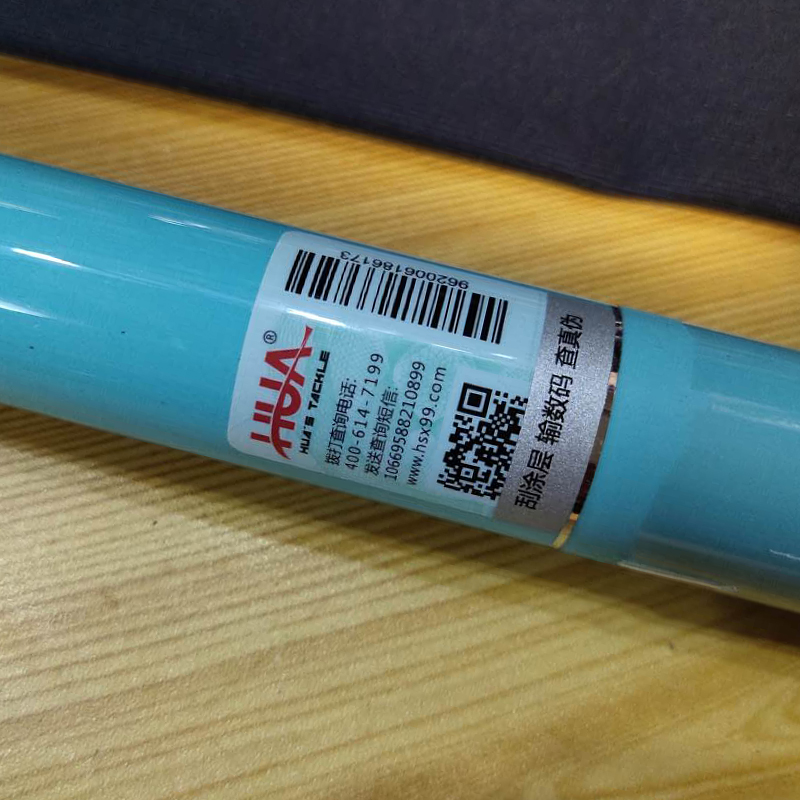 9620006186173
HUA®
HUA'S TACKLE
拨打查询电话:
400-614-7199
发送查询短信:
10669588210899
www.hsx99.com
刮涂层 输数码 查真伪